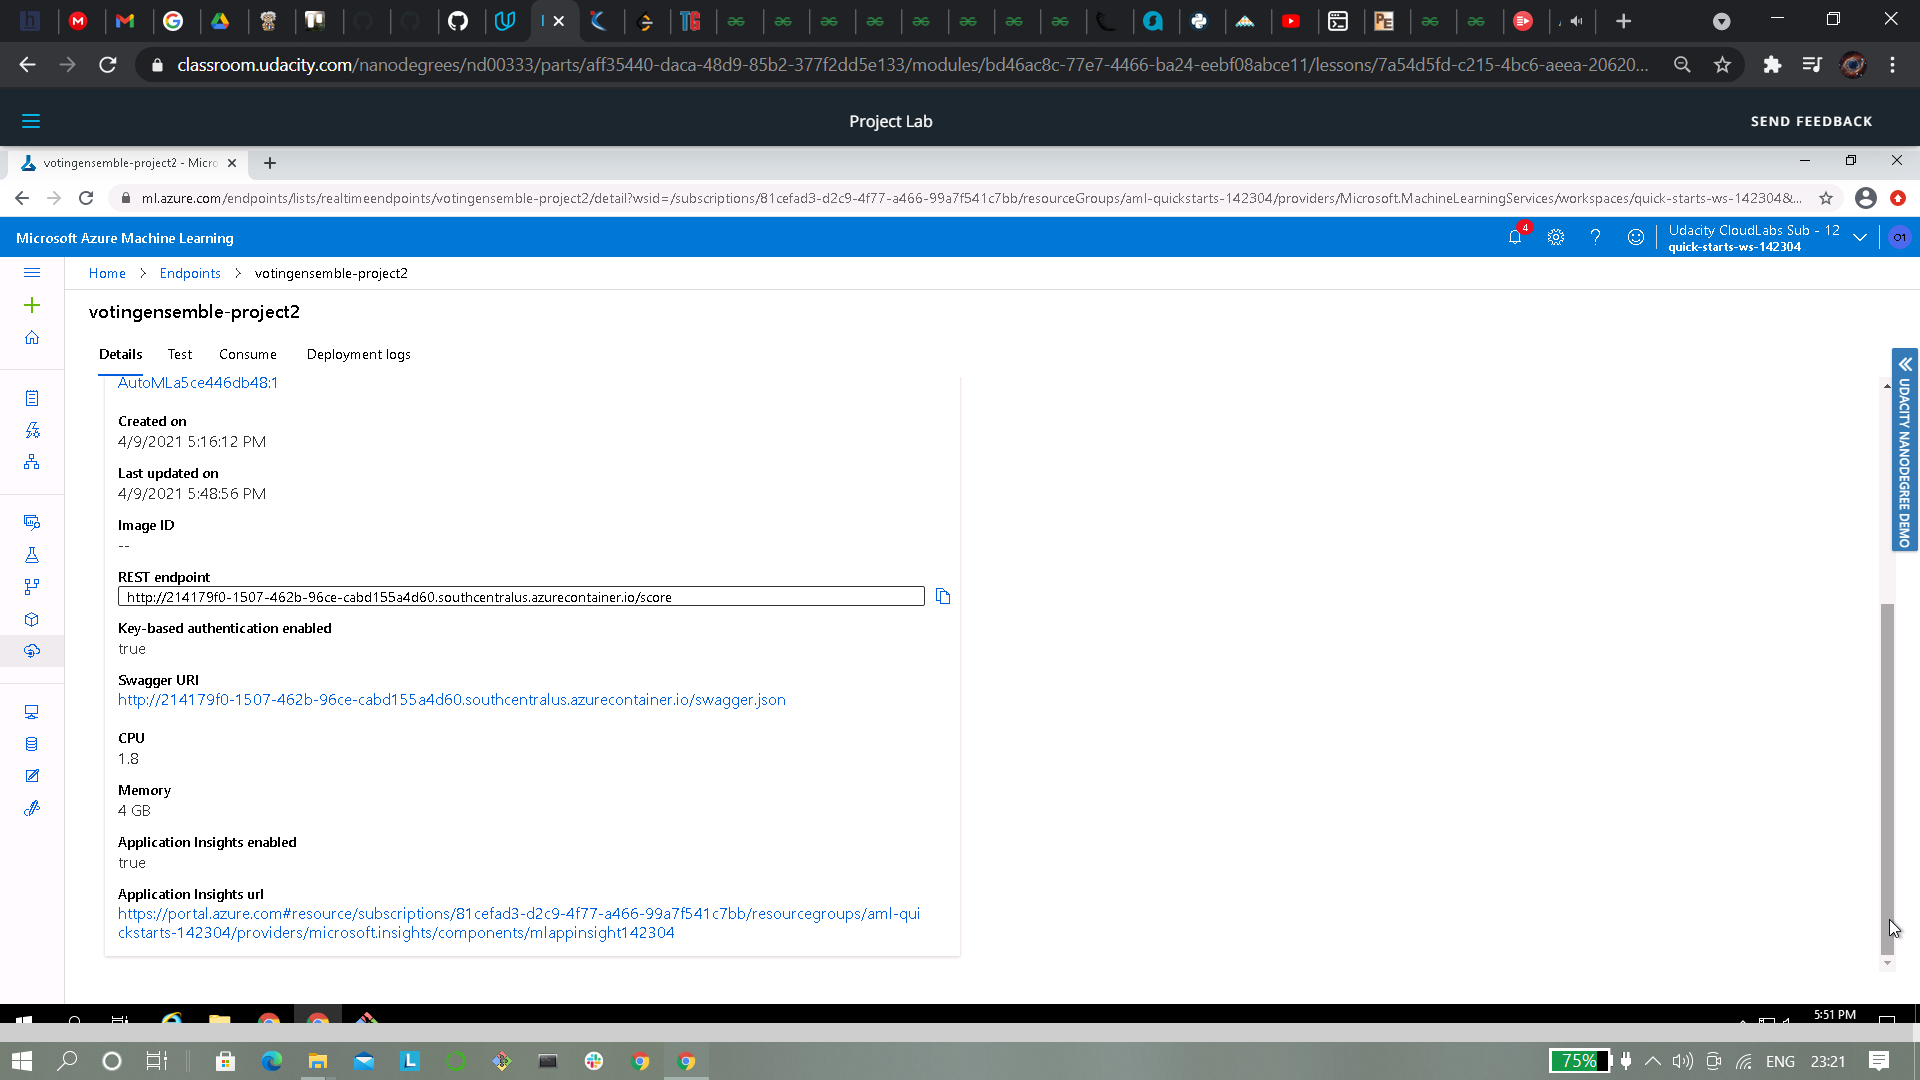 classroom.udacity.com/nanodegrees/nd00333/parts/aff35440-daca-48d9-85b2-377f2dd5e133/modules/bd46ac8c-77e7-4466-ba24-eebf08abce11/lessons/7a54d5fd-c215-4bc6-aeea-20620...
Project Lab
SEND FEEDBACK
votingensemble-project2 - Micro
ml.azure.com/endpoints/lists/realtimeendpoints/votingensemble-project2/detail?wsid=/subscriptions/81cefad3-d2c9-4f77-a466-99a7f541c7bb/resourceGroups/aml-quickstarts-142304/providers/Microsoft.MachineLearningServices/workspaces/quick-starts-ws-142304&...
Microsoft Azure Machine Learning
4
Udacity CloudLabs Sub - 12
quick-starts-ws-142304
O1
Home > Endpoints > votingensemble-project2
votingensemble-project2
Details Test Consume Deployment logs
AutoMLa5ce446db48:1
Created on
4/9/2021 5:16:12 PM
Last updated on
4/9/2021 5:48:56 PM
Image ID
--
REST endpoint
http://214179f0-1507-462b-96ce-cabd155a4d60.southcentralus.azurecontainer.io/score
Key-based authentication enabled
true
Swagger URI
http://214179f0-1507-462b-96ce-cabd155a4d60.southcentralus.azurecontainer.io/swagger.json
CPU
1.8
Memory
4 GB
Application Insights enabled
true
Application Insights url
https://portal.azure.com#resource/subscriptions/81cefad3-d2c9-4f77-a466-99a7f541c7bb/resourcegroups/aml-qui
ckstarts-142304/providers/microsoft.insights/components/mlappinsight142304
UDACITY NANODEGREE DEMO
5:51 PM
75%
ENG
23:21